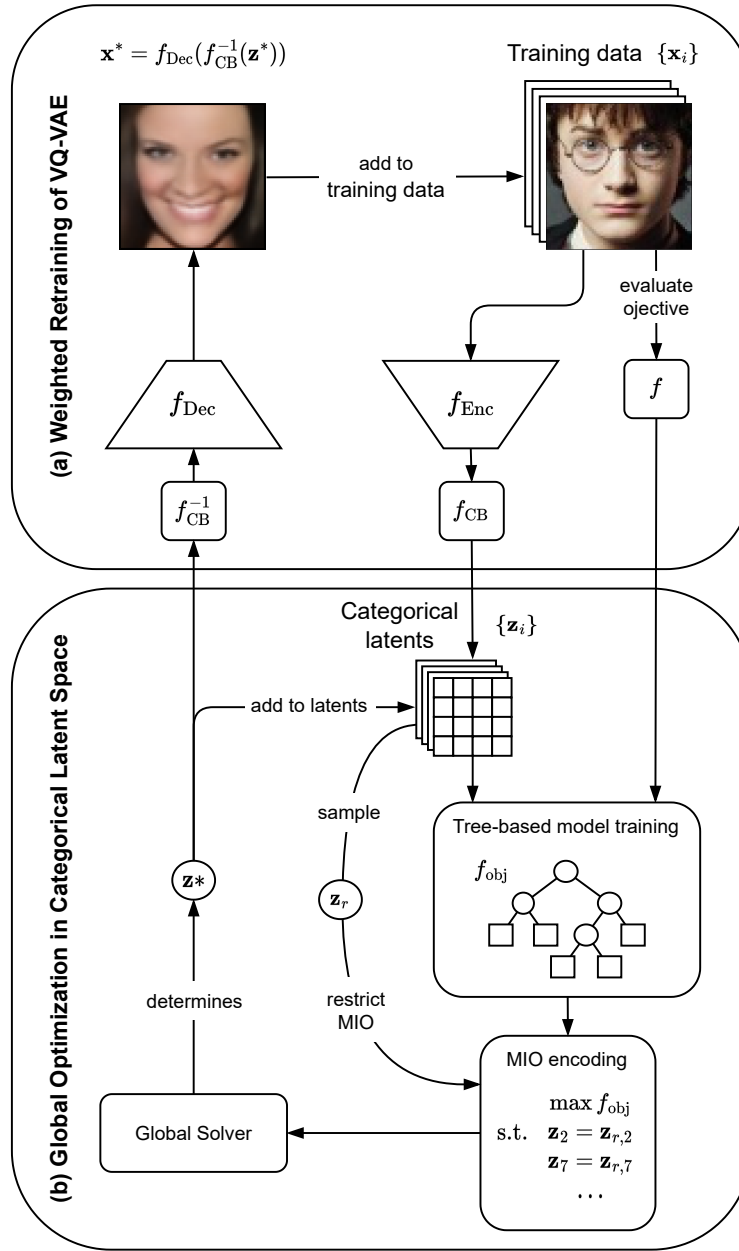 (a) Weighted Retraining of VQ-VAE
x* = f_Dec(f_CB^{-1}(z*))
Training data {x_i}
add to
training data
evaluate
ojective
f_Dec
f_Enc
f
f_CB^{-1}
f_CB
(b) Global Optimization in Categorical Latent Space
Categorical
latents
{z_i}
add to latents
sample
Tree-based model training
f_obj
z*
z_r
determines
restrict
MIO
MIO encoding
max f_obj
s.t. z_2 = z_{r,2}
z_7 = z_{r,7}
...
Global Solver